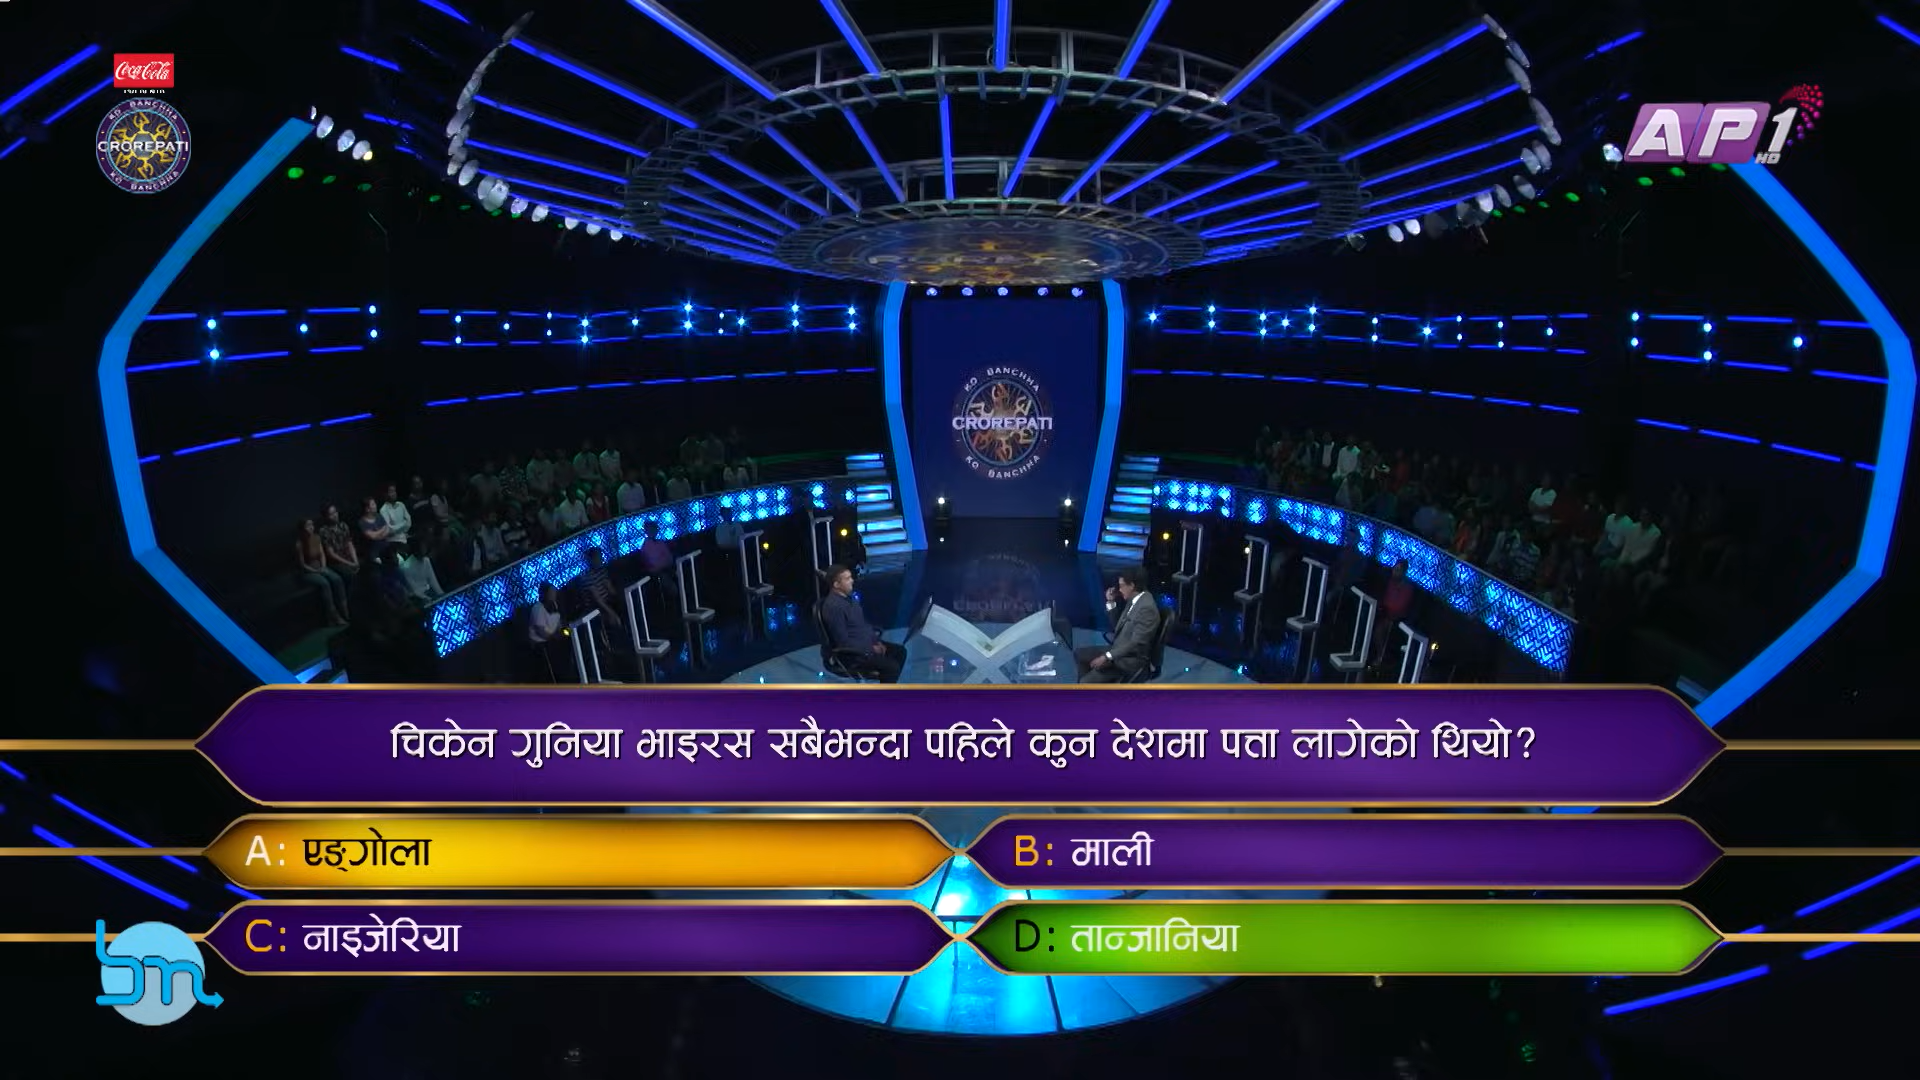 Coca-Cola
KO BANCHHA
CROREPATI
KO BANCHHA
AP1
HD
KO BANCHHA
CROREPATI
KO BANCHHA
चिकेन गुनिया भाइरस सबैभन्दा पहिले कुन देशमा पत्ता लागेको थियो?
A: एङ्गोला
B: माली
C: नाइजेरिया
D: तान्जानिया
bm